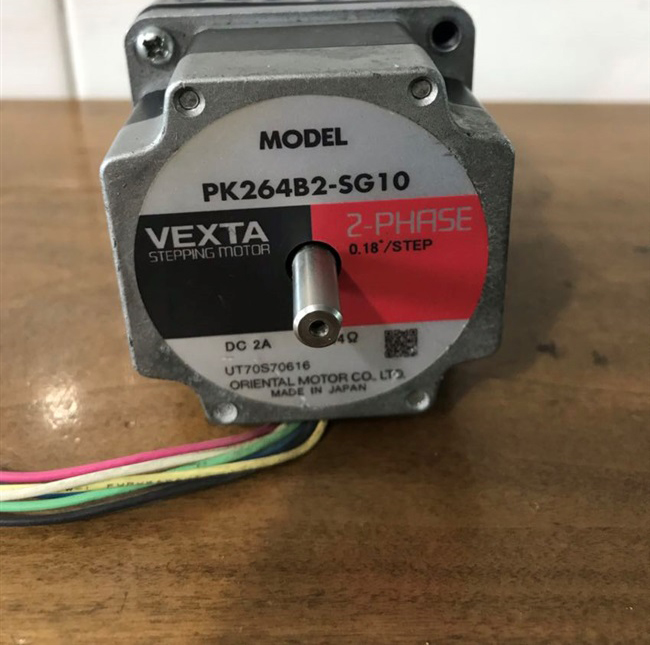 MODEL
PK264B2-SG10
VEXTA
STEPPING MOTOR
2-PHASE
0.18°/STEP
DC 2A 4Ω
UT70S70616
ORIENTAL MOTOR CO., LTD.
MADE IN JAPAN